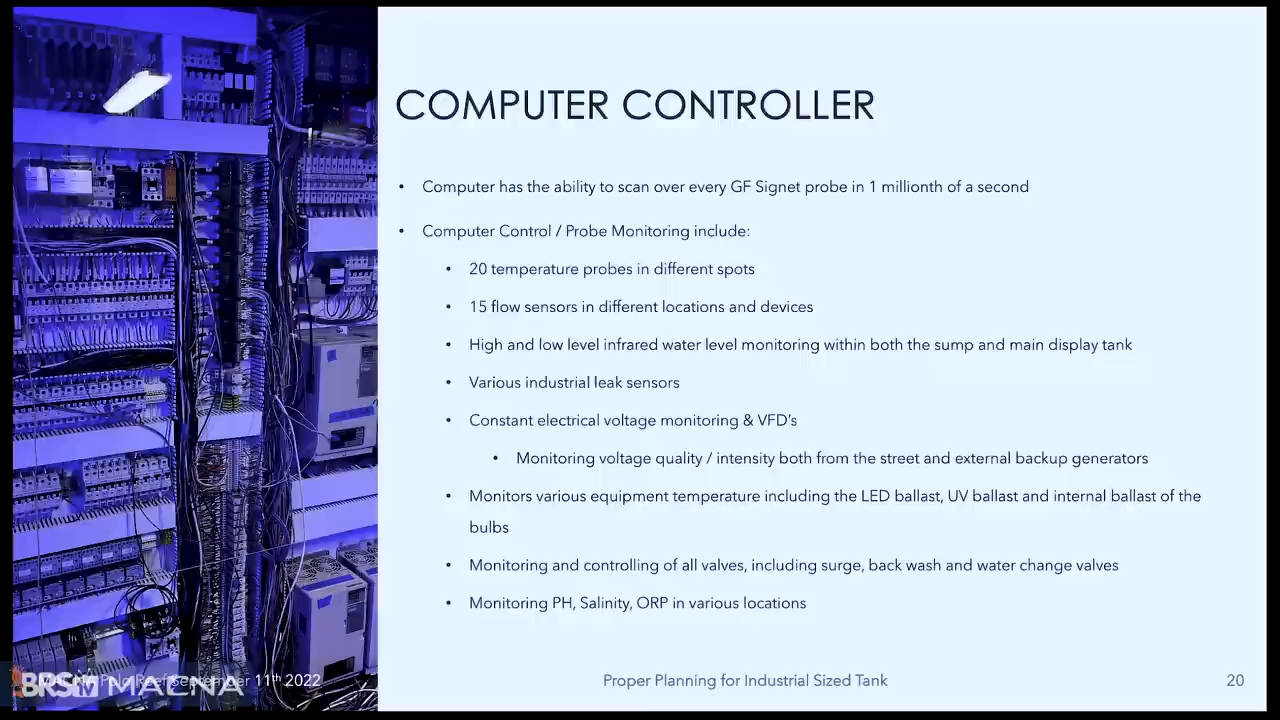 COMPUTER CONTROLLER
• Computer has the ability to scan over every GF Signet probe in 1 millionth of a second
• Computer Control / Probe Monitoring include:
• 20 temperature probes in different spots
• 15 flow sensors in different locations and devices
• High and low level infrared water level monitoring within both the sump and main display tank
• Various industrial leak sensors
• Constant electrical voltage monitoring & VFD's
• Monitoring voltage quality / intensity both from the street and external backup generators
• Monitors various equipment temperature including the LED ballast, UV ballast and internal ballast of the
bulbs
• Monitoring and controlling of all valves, including surge, back wash and water change valves
• Monitoring PH, Salinity, ORP in various locations
Reef September 11th 2022
BRStv MACNA
Proper Planning for Industrial Sized Tank
20